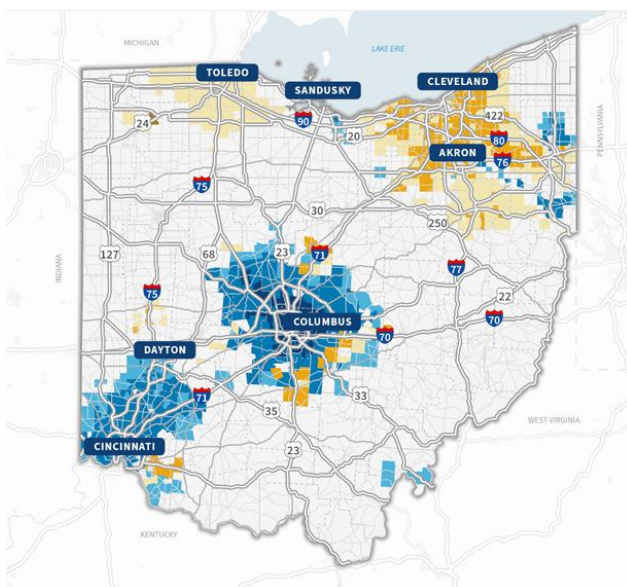 MICHIGAN
LAKE ERIE
TOLEDO
CLEVELAND
SANDUSKY
24
90
20
422
80
AKRON
76
PENNSYLVANIA
75
30
250
127
68
23
71
77
INDIANA
75
22
COLUMBUS
70
70
DAYTON
71
35
33
WEST VIRGINIA
CINCINNATI
23
KENTUCKY